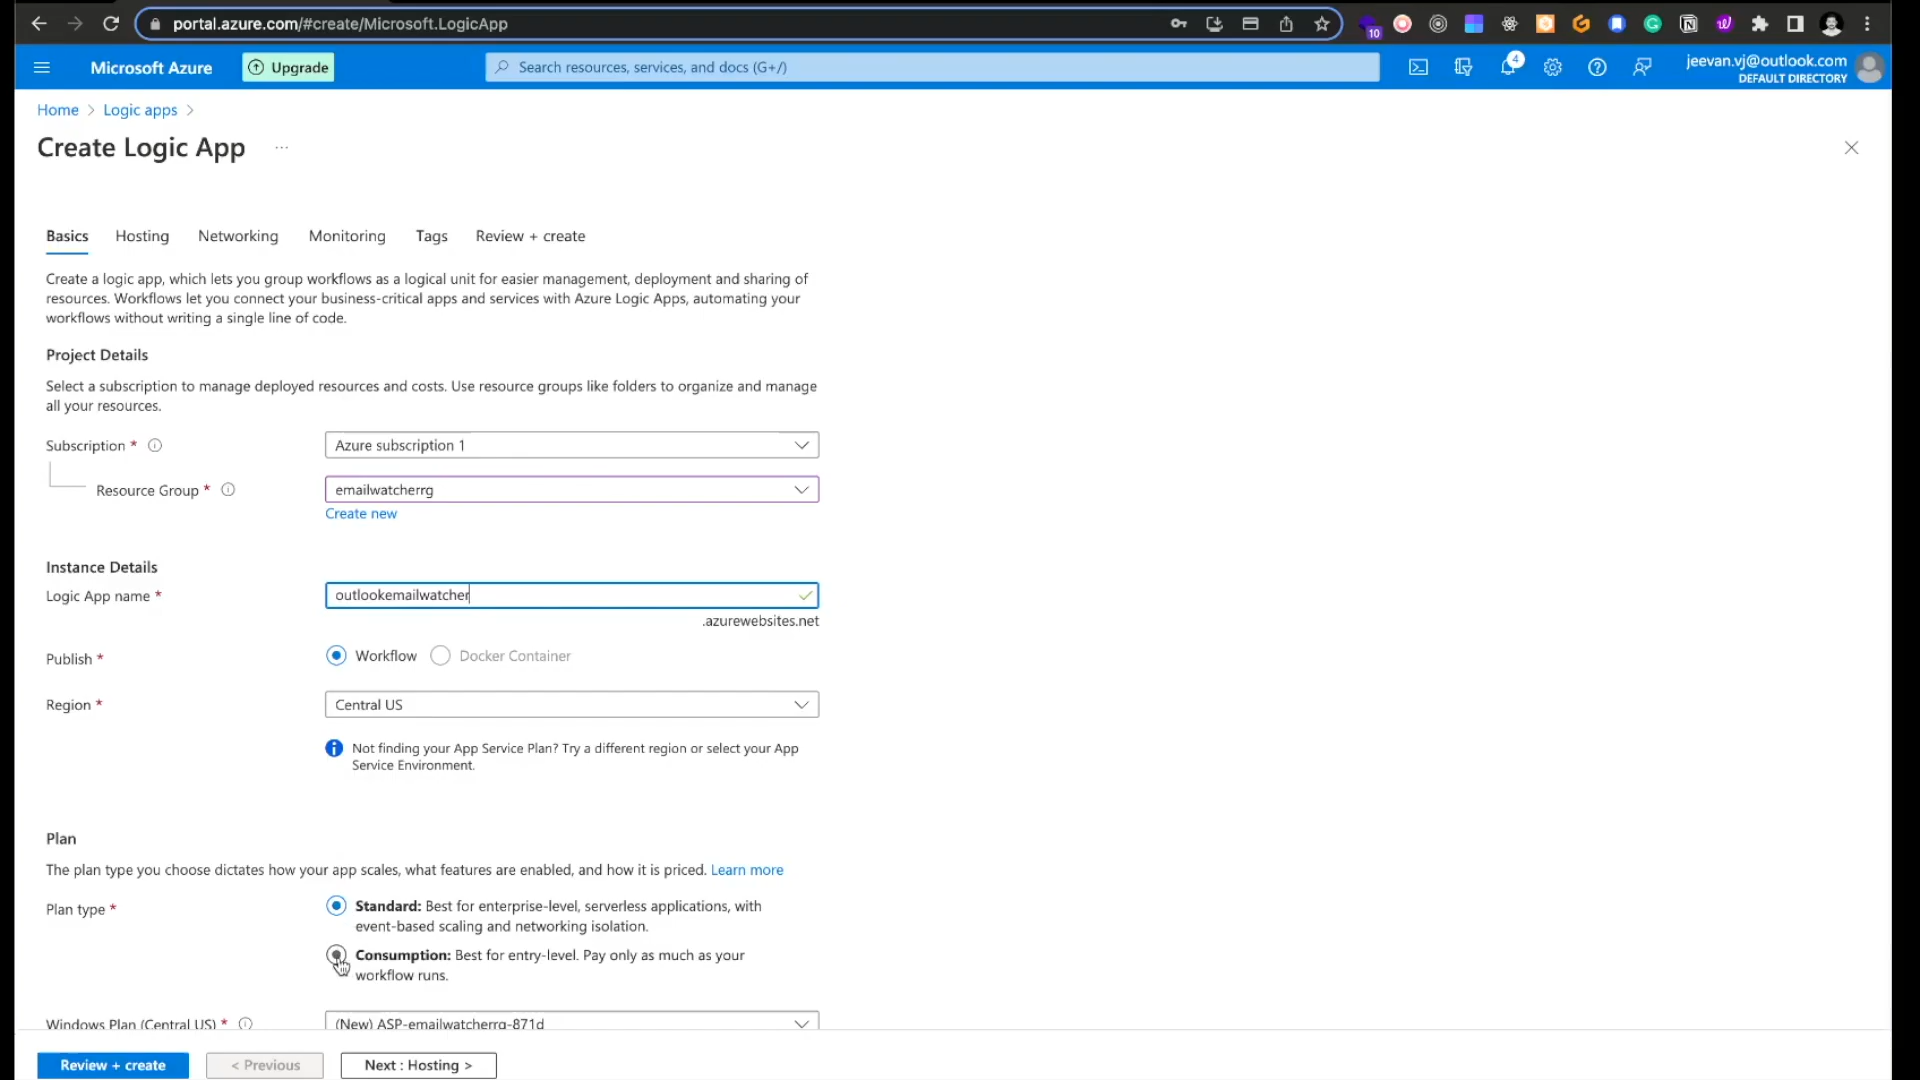 portal.azure.com/#create/Microsoft.LogicApp
10
Microsoft Azure
Upgrade
Search resources, services, and docs (G+/)
4
jeevan.vj@outlook.com
DEFAULT DIRECTORY
Home > Logic apps >
Create Logic App ...
Basics Hosting Networking Monitoring Tags Review + create
Create a logic app, which lets you group workflows as a logical unit for easier management, deployment and sharing of
resources. Workflows let you connect your business-critical apps and services with Azure Logic Apps, automating your
workflows without writing a single line of code.
Project Details
Select a subscription to manage deployed resources and costs. Use resource groups like folders to organize and manage
all your resources.
Subscription *
Azure subscription 1
Resource Group *
emailwatcherrg
Create new
Instance Details
Logic App name *
outlookemailwatcher
.azurewebsites.net
Publish *
Workflow Docker Container
Region *
Central US
Not finding your App Service Plan? Try a different region or select your App
Service Environment.
Plan
The plan type you choose dictates how your app scales, what features are enabled, and how it is priced. Learn more
Plan type *
Standard: Best for enterprise-level, serverless applications, with
event-based scaling and networking isolation.
Consumption: Best for entry-level. Pay only as much as your
workflow runs.
Windows Plan (Central US) *
(New) ASP-emailwatcherrg-871d
Review + create
< Previous
Next : Hosting >